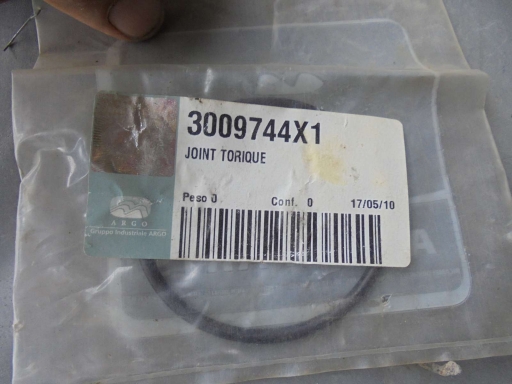 3009744X1
JOINT TORIQUE
Peso 0 Conf. 0 17/05/10
ARGO
Gruppo Industriale ARGO